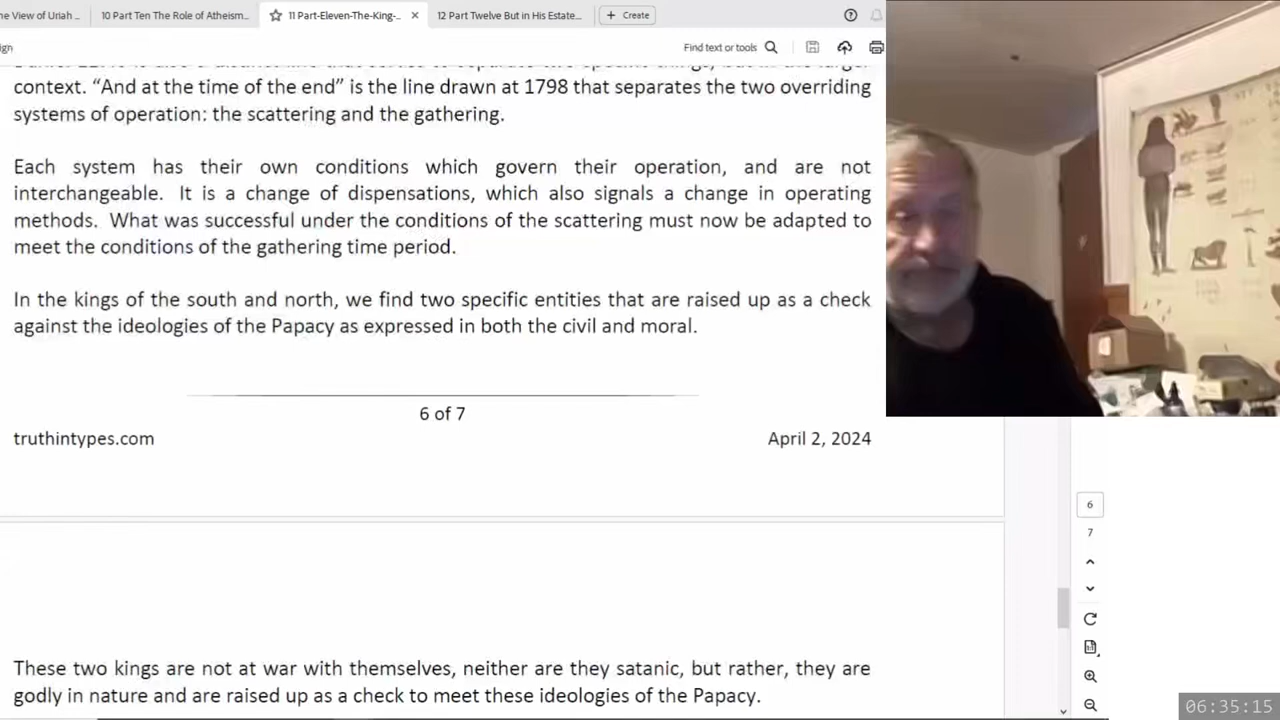 he View of Uriah ...
10 Part Ten The Role of Atheism...
11 Part-Eleven-The-King-...
12 Part Twelve But in His Estate...
Create
ign
Find text or tools
context. “And at the time of the end” is the line drawn at 1798 that separates the two overriding
systems of operation: the scattering and the gathering.
Each system has their own conditions which govern their operation, and are not
interchangeable. It is a change of dispensations, which also signals a change in operating
methods. What was successful under the conditions of the scattering must now be adapted to
meet the conditions of the gathering time period.
In the kings of the south and north, we find two specific entities that are raised up as a check
against the ideologies of the Papacy as expressed in both the civil and moral.
6 of 7
truthintypes.com
April 2, 2024
6
7
These two kings are not at war with themselves, neither are they satanic, but rather, they are
godly in nature and are raised up as a check to meet these ideologies of the Papacy.
06:35:15